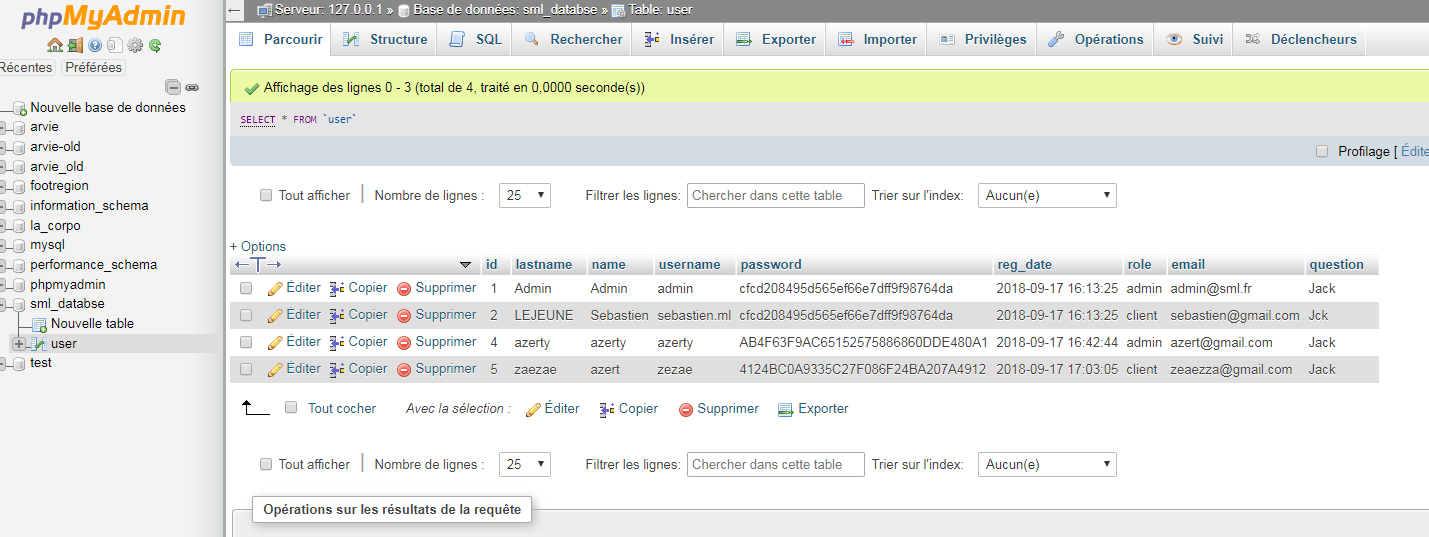 phpMyAdmin
Récentes Préférées
Nouvelle base de données
arvie
arvie-old
arvie_old
footregion
information_schema
la_corpo
mysql
performance_schema
phpmyadmin
sml_databse
Nouvelle table
user
test
Serveur: 127.0.0.1 » Base de données: sml_databse » Table: user
Parcourir Structure SQL Rechercher Insérer Exporter Importer Privilèges Opérations Suivi Déclencheurs
Affichage des lignes 0 - 3 (total de 4, traité en 0,0000 seconde(s))
SELECT * FROM `user`
Profilage [ Édite
Tout afficher Nombre de lignes : 25 Filtrer les lignes: Chercher dans cette table Trier sur l'index: Aucun(e)
+ Options
id lastname name username password reg_date role email question
Éditer Copier Supprimer 1 Admin Admin admin cfcd208495d565ef66e7dff9f98764da 2018-09-17 16:13:25 admin admin@sml.fr Jack
Éditer Copier Supprimer 2 LEJEUNE Sebastien sebastien.ml cfcd208495d565ef66e7dff9f98764da 2018-09-17 16:13:25 client sebastien@gmail.com Jck
Éditer Copier Supprimer 4 azerty azerty azerty AB4F63F9AC65152575886860DDE480A1 2018-09-17 16:42:44 admin azert@gmail.com Jack
Éditer Copier Supprimer 5 zaezae azert zezae 4124BC0A9335C27F086F24BA207A4912 2018-09-17 17:03:05 client zeaezza@gmail.com Jack
Tout cocher Avec la sélection : Éditer Copier Supprimer Exporter
Tout afficher Nombre de lignes : 25 Filtrer les lignes: Chercher dans cette table Trier sur l'index: Aucun(e)
Opérations sur les résultats de la requête